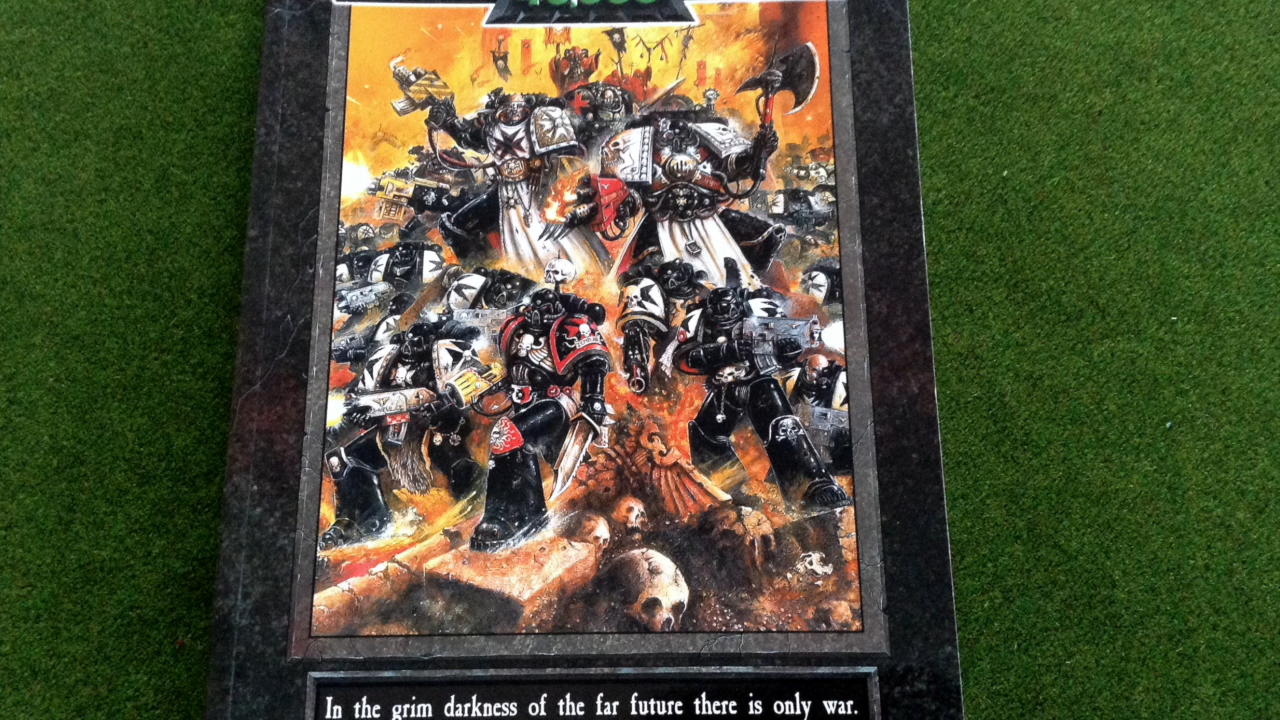 In the grim darkness of the far future there is only war.